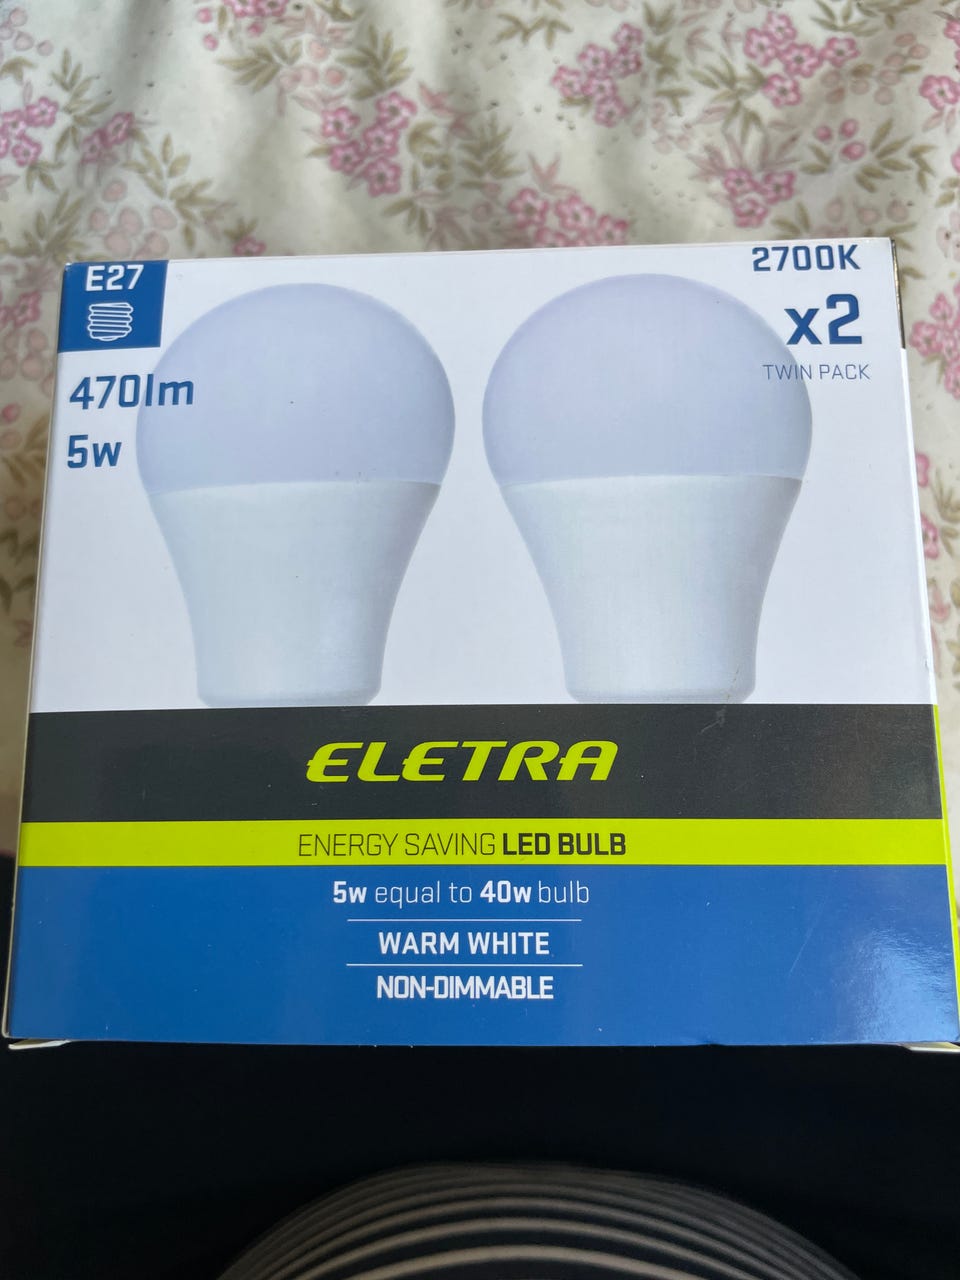 E27
470lm
5w
2700K
x2
TWIN PACK
ELETRA
ENERGY SAVING LED BULB
5w equal to 40w bulb
WARM WHITE
NON-DIMMABLE